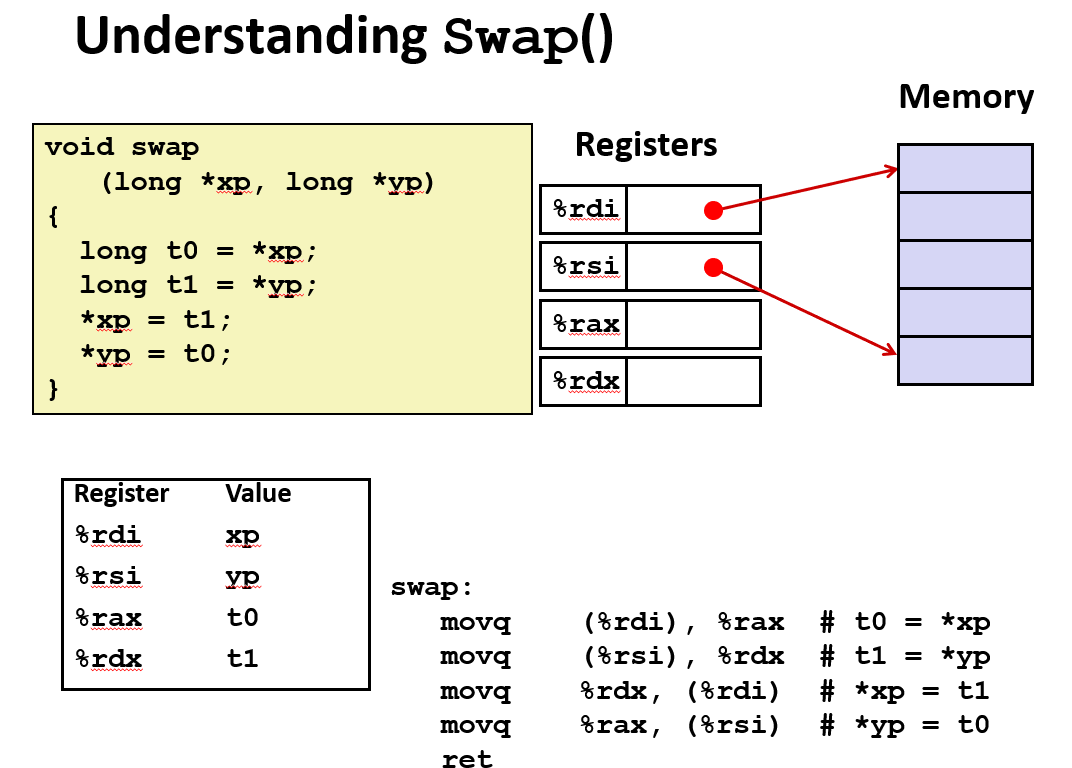 Understanding Swap()
void swap
(long *xp, long *yp)
{
long t0 = *xp;
long t1 = *yp;
*xp = t1;
*yp = t0;
}
Registers
%rdi
%rsi
%rax
%rdx
Memory
Register Value
%rdi xp
%rsi yp
%rax t0
%rdx t1
swap:
movq (%rdi), %rax # t0 = *xp
movq (%rsi), %rdx # t1 = *yp
movq %rdx, (%rdi) # *xp = t1
movq %rax, (%rsi) # *yp = t0
ret